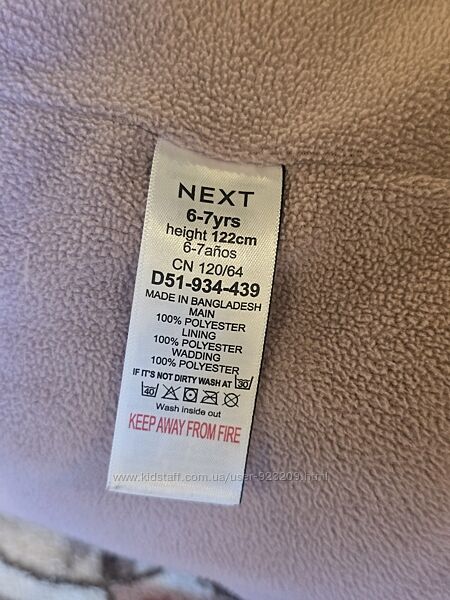 NEXT
6-7yrs
height 122cm
6-7años
CN 120/64
D51-934-439
MADE IN BANGLADESH
MAIN
100% POLYESTER
LINING
100% POLYESTER
WADDING
100% POLYESTER
IF IT'S NOT DIRTY WASH AT 30
40
Wash inside out
KEEP AWAY FROM FIRE
www.kidstaff.com.ua/user-923209.html